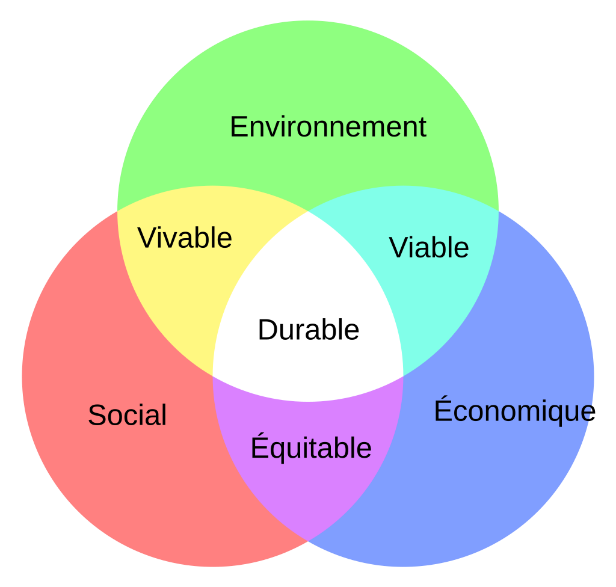 Environnement
Vivable
Viable
Durable
Social
Économique
Équitable